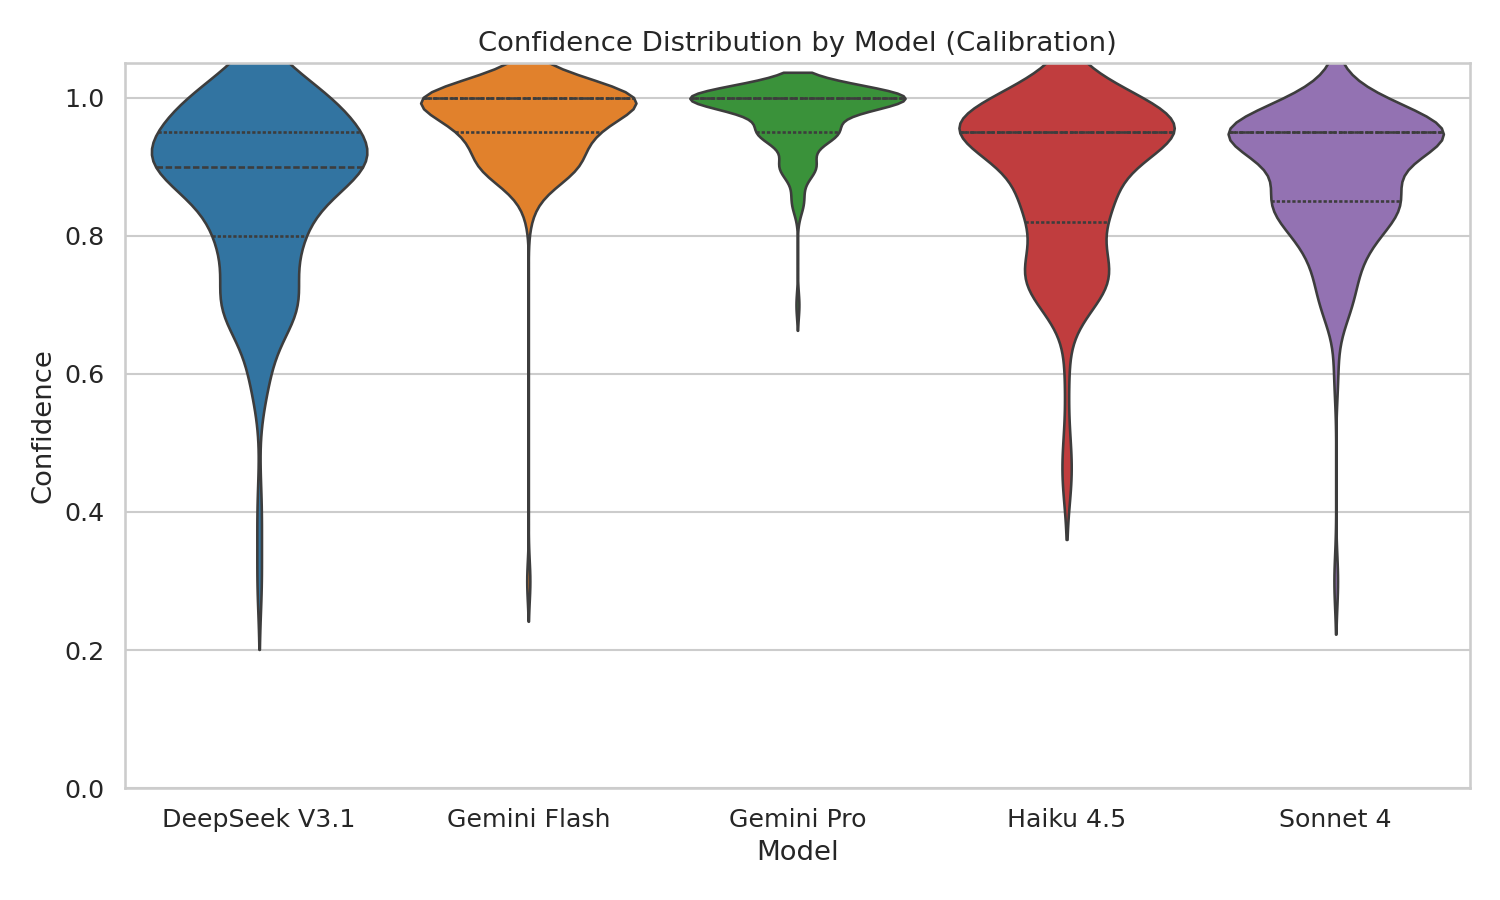 Confidence Distribution by Model (Calibration)
1.0
0.8
0.6
0.4
0.2
0.0
Confidence
DeepSeek V3.1
Gemini Flash
Gemini Pro
Haiku 4.5
Sonnet 4
Model